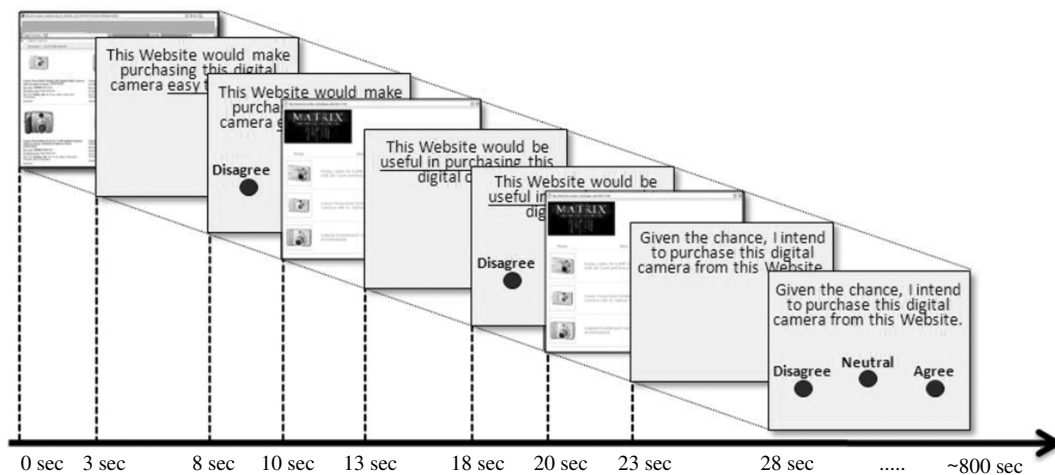 This Website would make
purchasing this digital
camera easy t
This Website would make
purcha
camera e
Disagree
MATRIX
This Website would be
useful in purchasing this
digital c
This Website would be
useful in
dig
Disagree
MATRIX
Given the chance, I intend
to purchase this digital
camera from this Website.
Given the chance, I intend
to purchase this digital
camera from this Website.
Disagree
Neutral
Agree
0 sec 3 sec 8 sec 10 sec 13 sec 18 sec 20 sec 23 sec 28 sec ..... ~800 sec